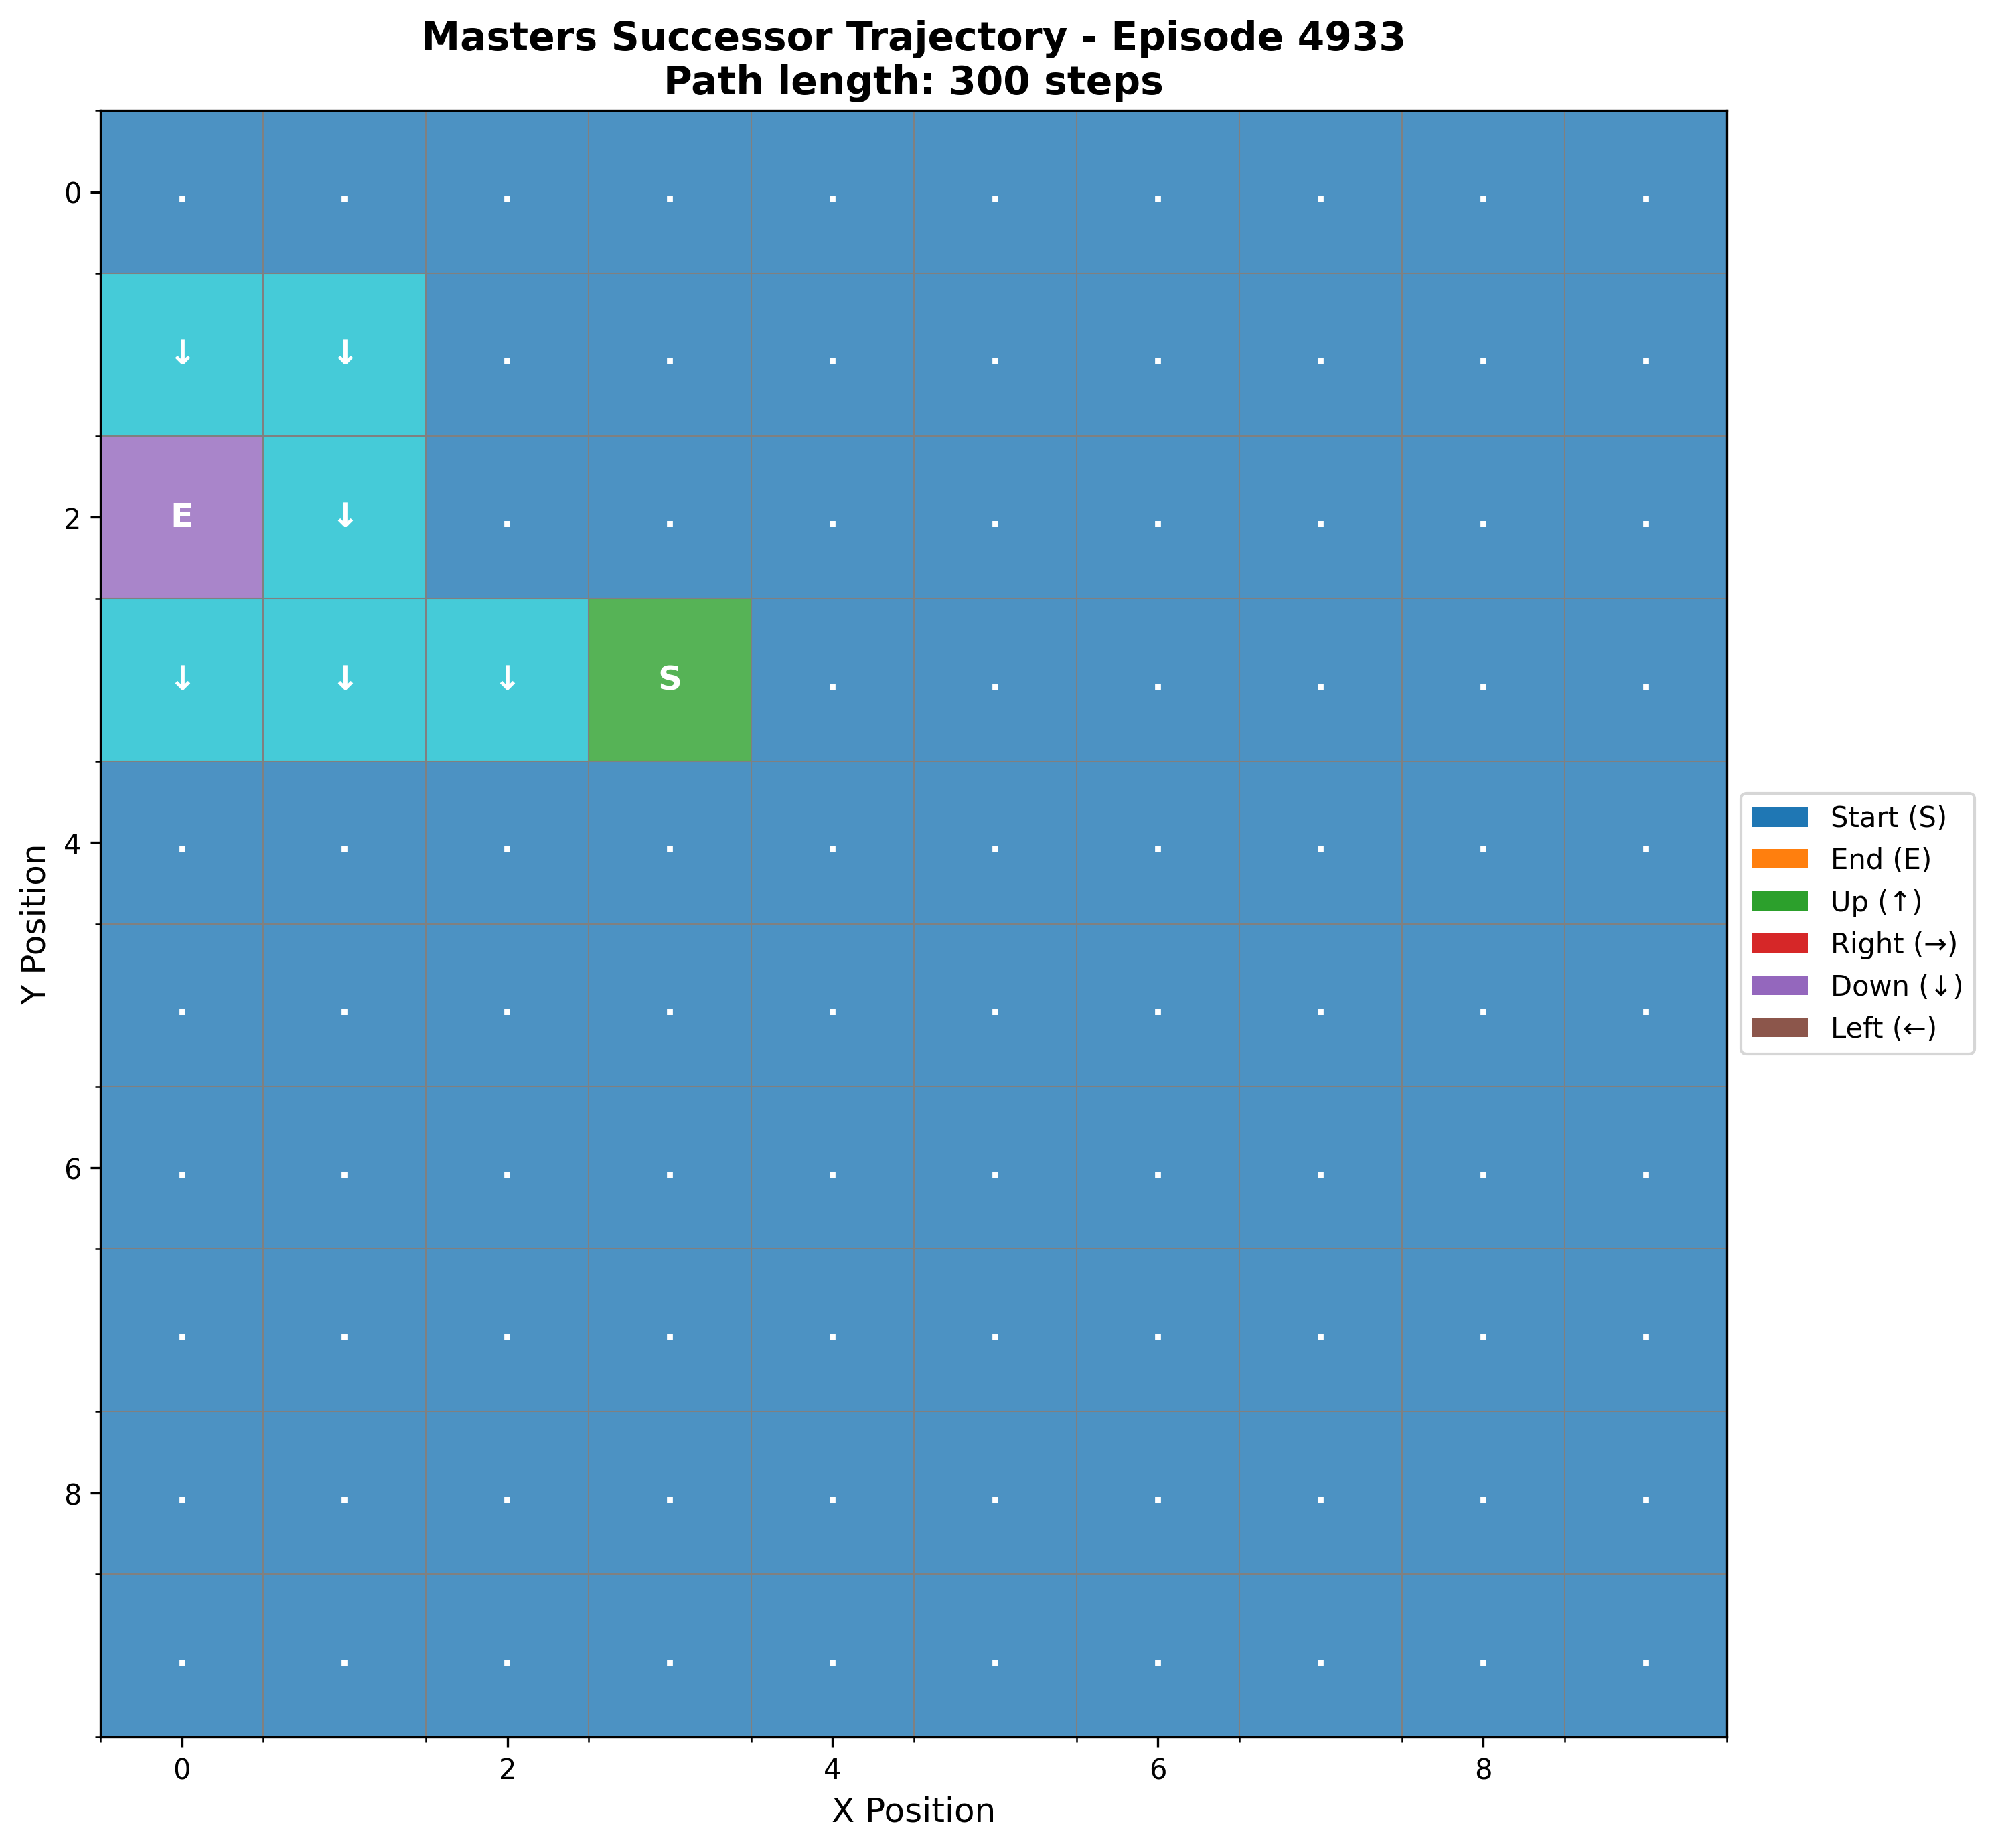 Masters Successor Trajectory - Episode 4933
Path length: 300 steps
0 . . . . . . . . . .
↓ ↓ . . . . . . . .
2 E ↓ . . . . . . . .
↓ ↓ ↓ S . . . . . .
4 . . . . . . . . . .
. . . . . . . . . .
6 . . . . . . . . . .
. . . . . . . . . .
8 . . . . . . . . . .
. . . . . . . . . .
0 2 4 6 8
X Position
Y Position
Start (S)
End (E)
Up (↑)
Right (→)
Down (↓)
Left (←)